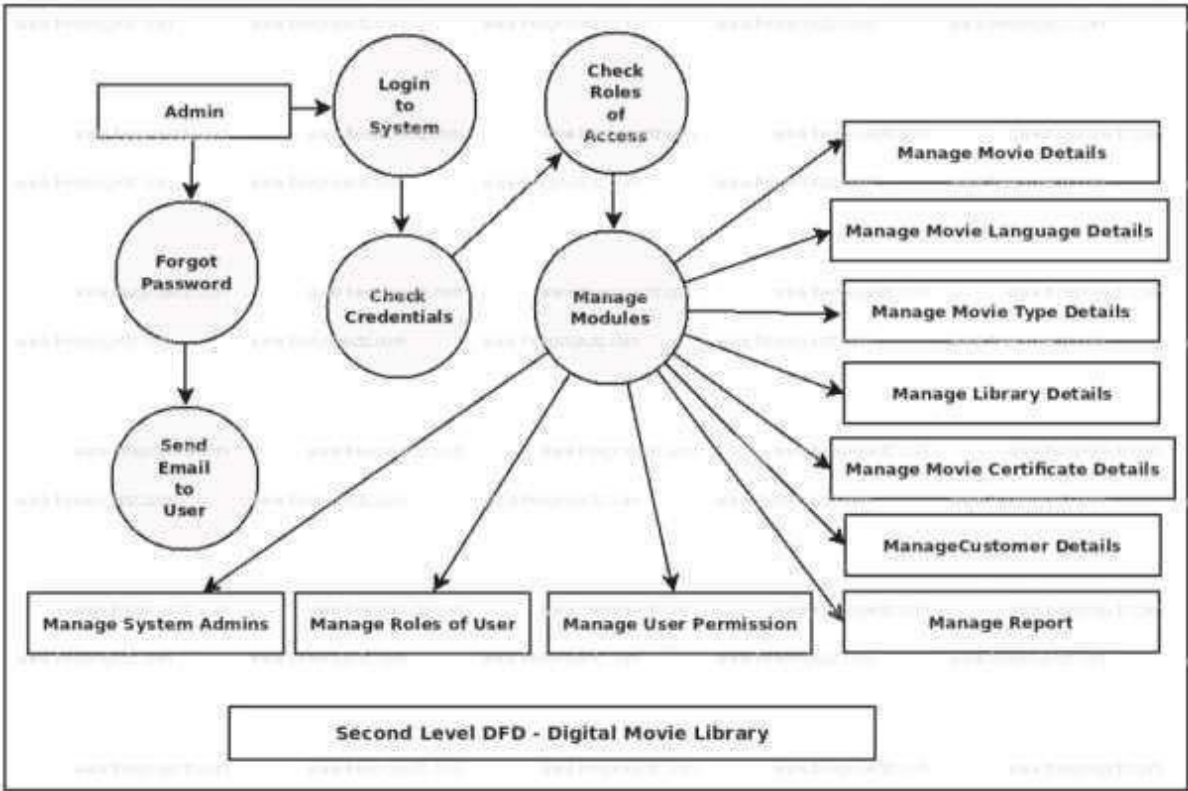 Admin
Login
to
System
Check
Roles
of
Access
Manage Movie Details
Forgot
Password
Check
Credentials
Manage
Modules
Manage Movie Language Details
Manage Movie Type Details
Manage Library Details
Send
Email
to
User
Manage Movie Certificate Details
ManageCustomer Details
Manage System Admins
Manage Roles of User
Manage User Permission
Manage Report
Second Level DFD - Digital Movie Library